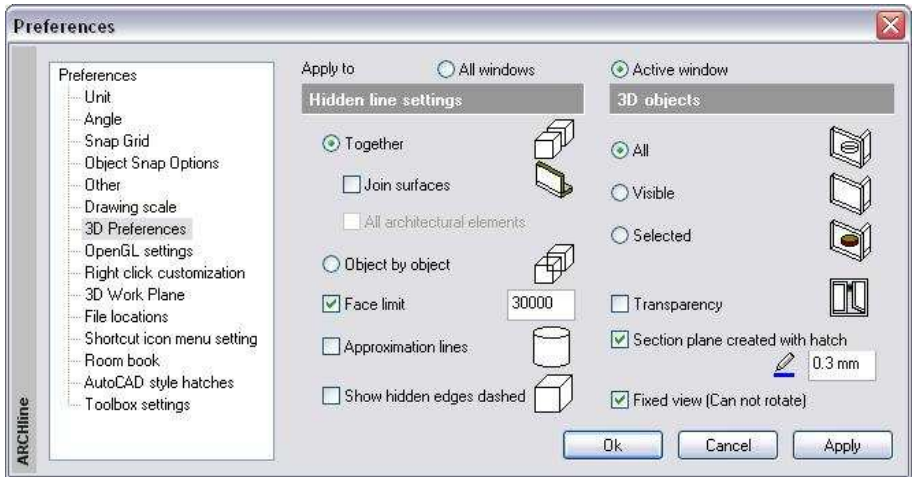 Preferences
Preferences
Unit
Angle
Snap Grid
Object Snap Options
Other
Drawing scale
3D Preferences
OpenGL settings
Right click customization
3D Work Plane
File locations
Shortcut icon menu setting
Room book
AutoCAD style hatches
Toolbox settings
ARCHline
Apply to All windows Active window
Hidden line settings
Together
Join surfaces
All architectural elements
Object by object
Face limit 30000
Approximation lines
Show hidden edges dashed
3D objects
All
Visible
Selected
Transparency
Section plane created with hatch
0.3 mm
Fixed view (Can not rotate)
Ok Cancel Apply